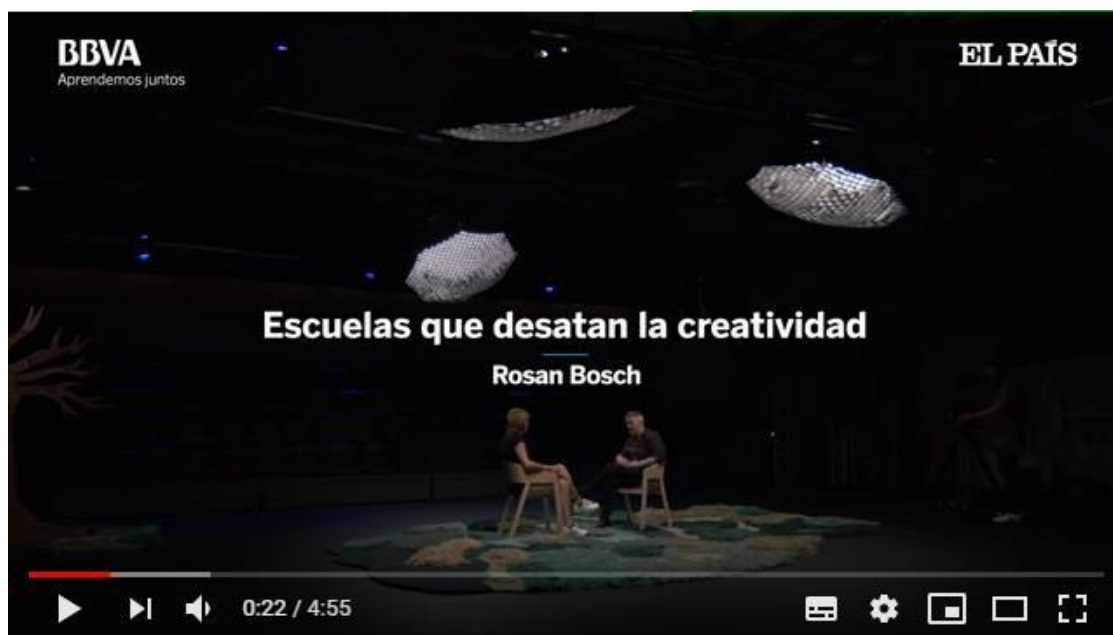 BBVA
Aprendemos juntos
EL PAÍS
Escuelas que desatan la creatividad
Rosan Bosch
0:22 / 4:55